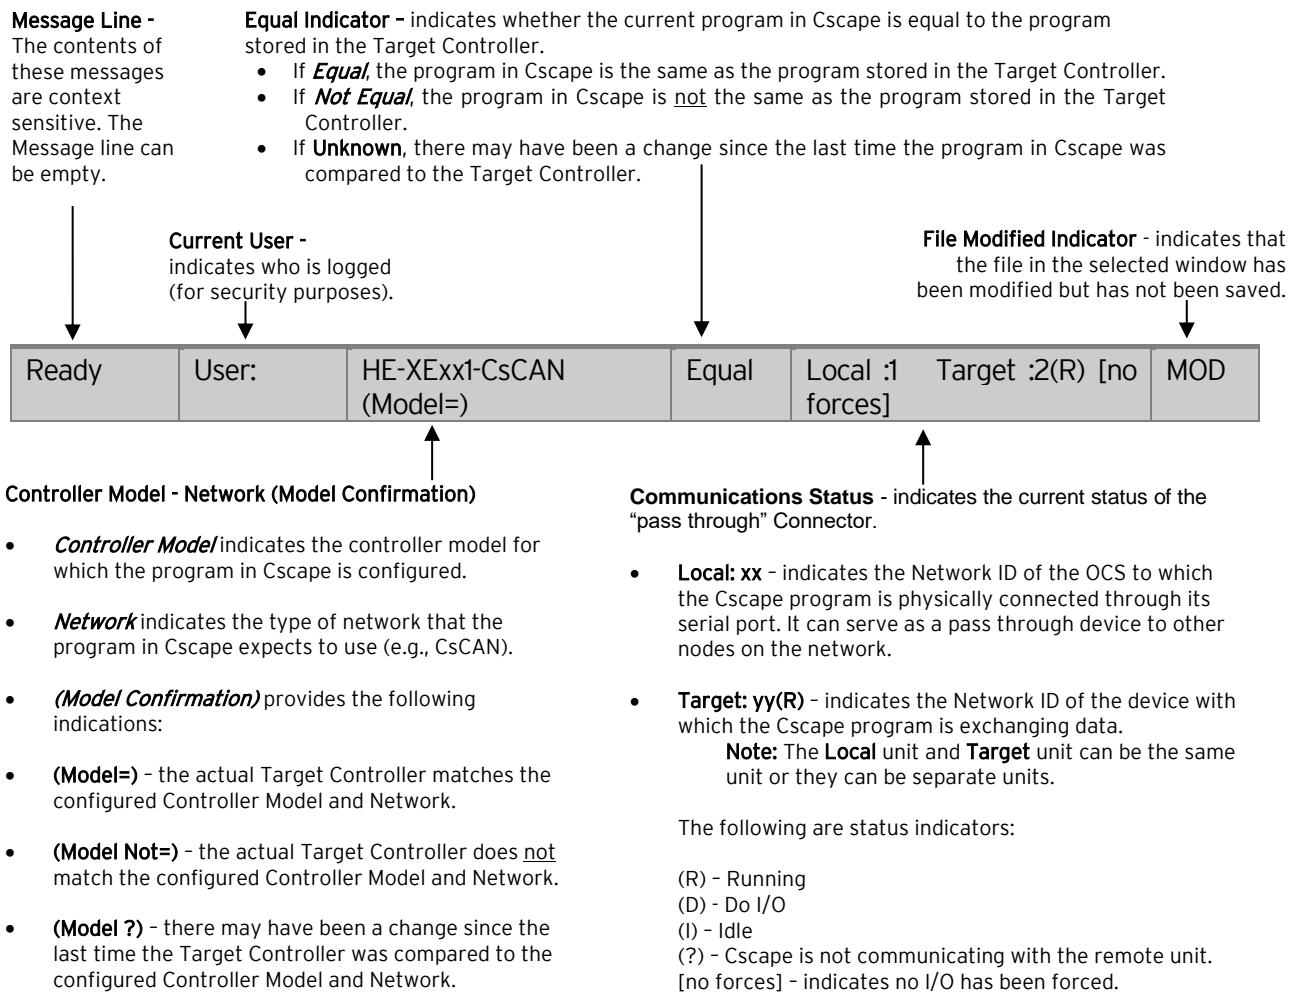 Message Line -
The contents of
these messages
are context
sensitive. The
Message line can
be empty.
Equal Indicator – indicates whether the current program in Cscape is equal to the program
stored in the Target Controller.
• If Equal, the program in Cscape is the same as the program stored in the Target Controller.
• If Not Equal, the program in Cscape is not the same as the program stored in the Target
Controller.
• If Unknown, there may have been a change since the last time the program in Cscape was
compared to the Target Controller.
Current User -
indicates who is logged
(for security purposes).
File Modified Indicator - indicates that
the file in the selected window has
been modified but has not been saved.
Ready
User:
HE-XExx1-CsCAN
(Model=)
Equal
Local :1 Target :2(R) [no
forces]
MOD
Controller Model - Network (Model Confirmation)
• Controller Model indicates the controller model for
which the program in Cscape is configured.
• Network indicates the type of network that the
program in Cscape expects to use (e.g., CsCAN).
• (Model Confirmation) provides the following
indications:
• (Model=) – the actual Target Controller matches the
configured Controller Model and Network.
• (Model Not=) – the actual Target Controller does not
match the configured Controller Model and Network.
• (Model ?) – there may have been a change since the
last time the Target Controller was compared to the
configured Controller Model and Network.
Communications Status - indicates the current status of the
“pass through” Connector.
• Local: xx – indicates the Network ID of the OCS to which
the Cscape program is physically connected through its
serial port. It can serve as a pass through device to other
nodes on the network.
• Target: yy(R) – indicates the Network ID of the device with
which the Cscape program is exchanging data.
Note: The Local unit and Target unit can be the same
unit or they can be separate units.
The following are status indicators:
(R) – Running
(D) - Do I/O
(I) – Idle
(?) – Cscape is not communicating with the remote unit.
[no forces] – indicates no I/O has been forced.